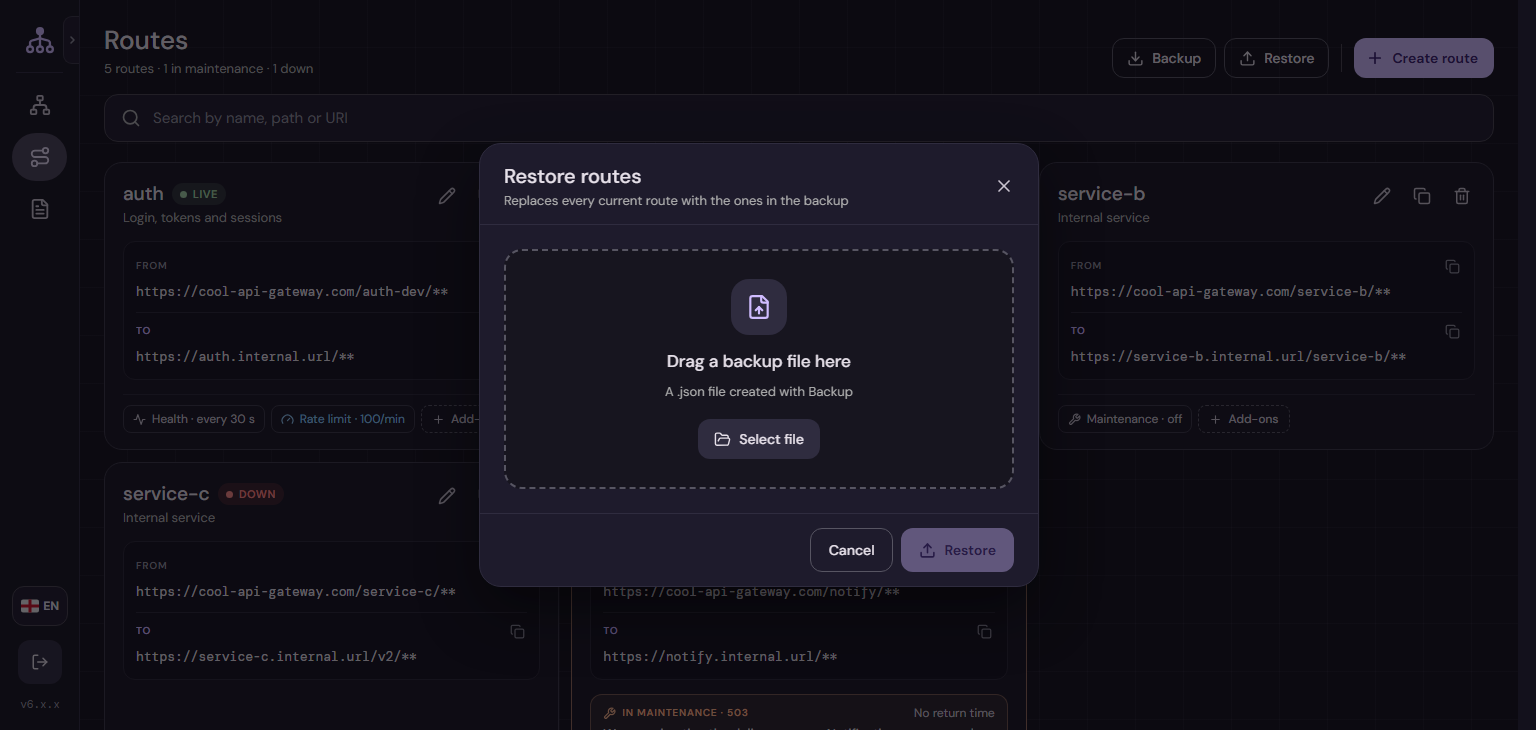 Routes
5 routes · 1 in maintenance · 1 down
Backup
Restore
Create route
Search by name, path or URI
auth
LIVE
Login, tokens and sessions
FROM
https://cool-api-gateway.com/auth-dev/**
TO
https://auth.internal.url/**
Health · every 30 s
Rate limit · 100/min
Restore routes
Replaces every current route with the ones in the backup
Drag a backup file here
A .json file created with Backup
Select file
Cancel
Restore
service-b
Internal service
FROM
https://cool-api-gateway.com/service-b/**
TO
https://service-b.internal.url/service-b/**
Maintenance · off
Add-ons
service-c
DOWN
Internal service
FROM
https://cool-api-gateway.com/service-c/**
TO
https://service-c.internal.url/v2/**
https://cool-api-gateway.com/notify/**
TO
https://notify.internal.url/**
IN MAINTENANCE · 503
No return time
EN
v6.x.x